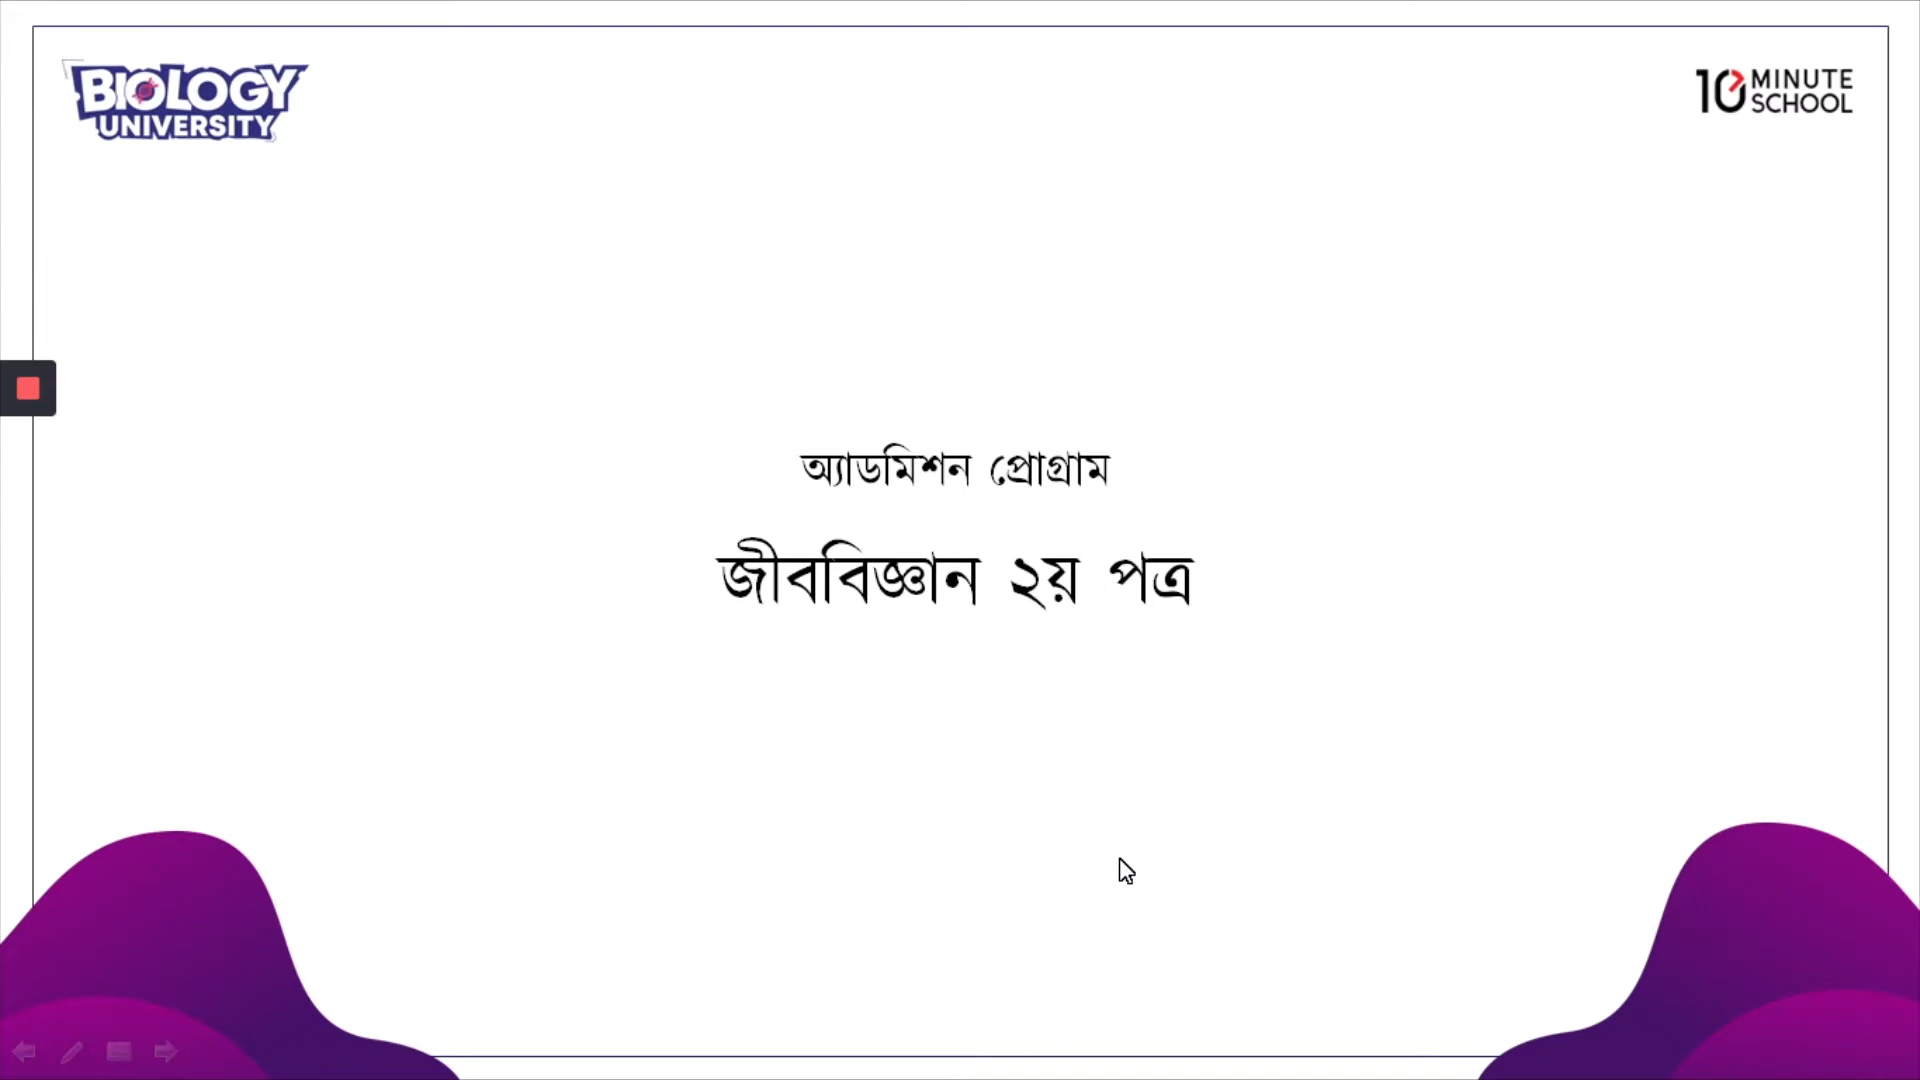 BIOLOGY
UNIVERSITY
10 MINUTE
SCHOOL
অ্যাডমিশন প্রোগ্রাম
জীববিজ্ঞান ২য় পত্র